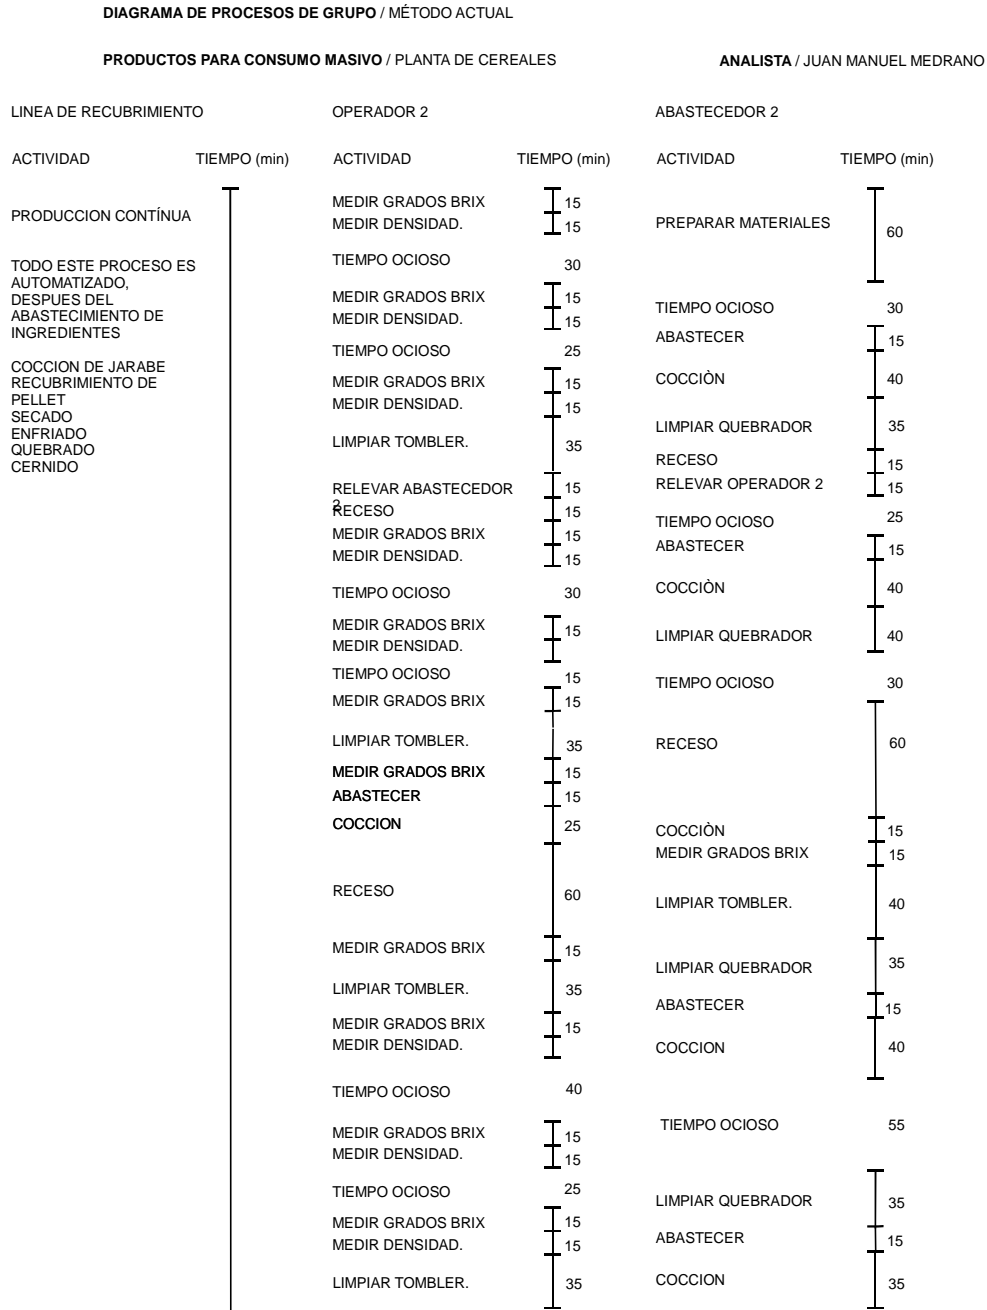 DIAGRAMA DE PROCESOS DE GRUPO / MÉTODO ACTUAL
PRODUCTOS PARA CONSUMO MASIVO / PLANTA DE CEREALES
ANALISTA / JUAN MANUEL MEDRANO
LINEA DE RECUBRIMIENTO
ACTIVIDAD TIEMPO (min)
PRODUCCION CONTÍNUA
TODO ESTE PROCESO ES
AUTOMATIZADO,
DESPUES DEL
ABASTECIMIENTO DE
INGREDIENTES
COCCION DE JARABE
RECUBRIMIENTO DE
PELLET
SECADO
ENFRIADO
QUEBRADO
CERNIDO
OPERADOR 2
ACTIVIDAD TIEMPO (min)
MEDIR GRADOS BRIX 15
MEDIR DENSIDAD. 15
TIEMPO OCIOSO 30
MEDIR GRADOS BRIX 15
MEDIR DENSIDAD. 15
TIEMPO OCIOSO 25
MEDIR GRADOS BRIX 15
MEDIR DENSIDAD. 15
LIMPIAR TOMBLER. 35
RELEVAR ABASTECEDOR 15
2
RECESO 15
MEDIR GRADOS BRIX 15
MEDIR DENSIDAD. 15
TIEMPO OCIOSO 30
MEDIR GRADOS BRIX 15
MEDIR DENSIDAD.
TIEMPO OCIOSO 15
MEDIR GRADOS BRIX 15
LIMPIAR TOMBLER. 35
MEDIR GRADOS BRIX 15
ABASTECER 15
COCCION 25
RECESO 60
MEDIR GRADOS BRIX 15
LIMPIAR TOMBLER. 35
MEDIR GRADOS BRIX 15
MEDIR DENSIDAD.
TIEMPO OCIOSO 40
MEDIR GRADOS BRIX 15
MEDIR DENSIDAD. 15
TIEMPO OCIOSO 25
MEDIR GRADOS BRIX 15
MEDIR DENSIDAD. 15
LIMPIAR TOMBLER. 35
ABASTECEDOR 2
ACTIVIDAD TIEMPO (min)
PREPARAR MATERIALES 60
TIEMPO OCIOSO 30
ABASTECER 15
COCCIÒN 40
LIMPIAR QUEBRADOR 35
RECESO 15
RELEVAR OPERADOR 2 15
TIEMPO OCIOSO 25
ABASTECER 15
COCCIÒN 40
LIMPIAR QUEBRADOR 40
TIEMPO OCIOSO 30
RECESO 60
COCCIÒN 15
MEDIR GRADOS BRIX 15
LIMPIAR TOMBLER. 40
LIMPIAR QUEBRADOR 35
ABASTECER 15
COCCION 40
TIEMPO OCIOSO 55
LIMPIAR QUEBRADOR 35
ABASTECER 15
COCCION 35